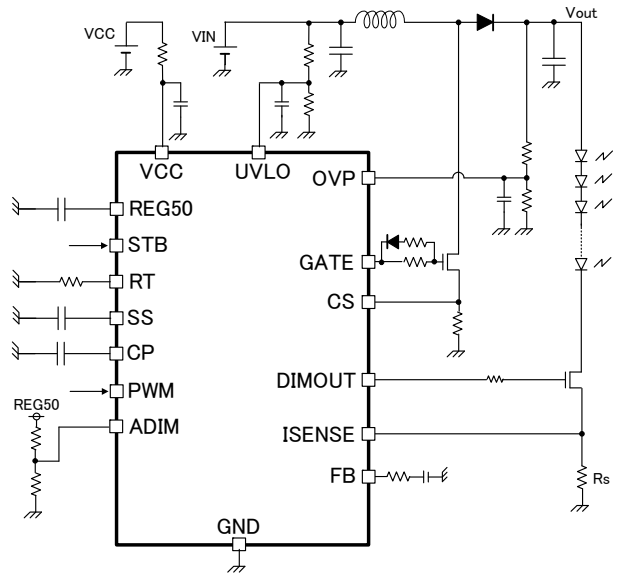 VCC
VIN
Vout
VCC
UVLO
OVP
REG50
STB
GATE
RT
CS
SS
CP
DIMOUT
PWM
REG50
ADIM
ISENSE
FB
Rs
GND